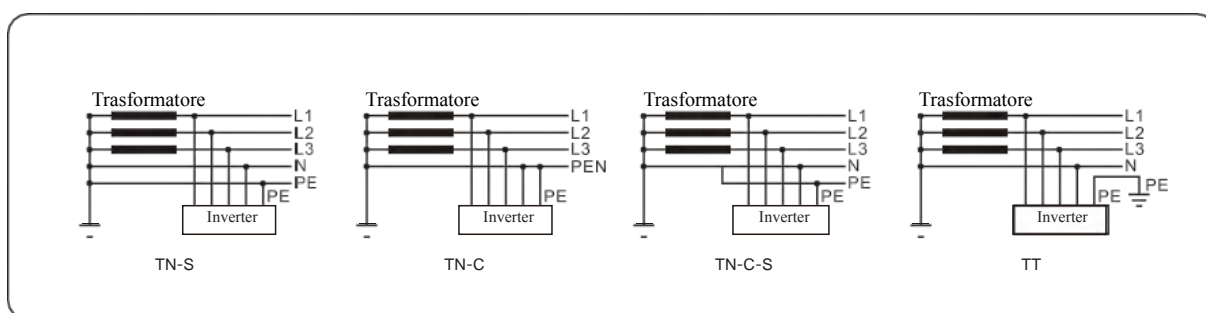 Trasformatore
L1
L2
L3
N
PE
PE
Inverter
TN-S
Trasformatore
L1
L2
L3
PEN
PE
Inverter
TN-C
Trasformatore
L1
L2
L3
N
PE
PE
Inverter
TN-C-S
Trasformatore
L1
L2
L3
N
PE
PE
Inverter
TT